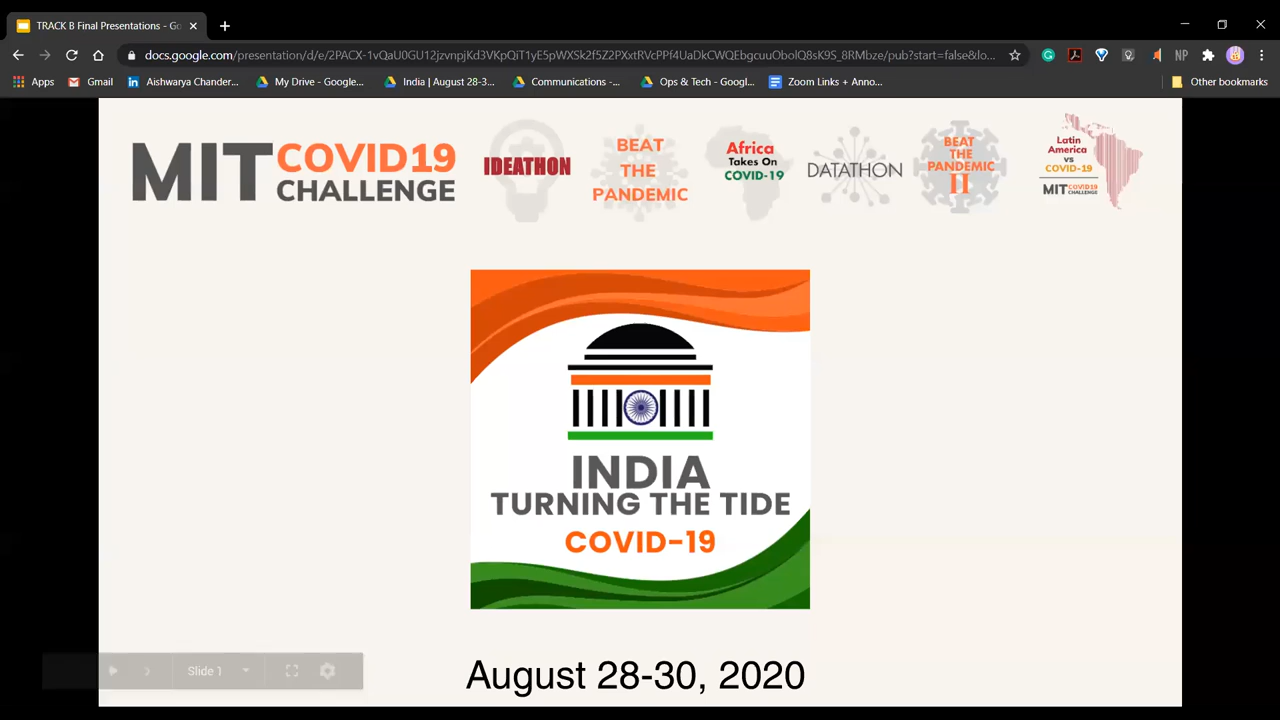 TRACK B Final Presentations - Go
docs.google.com/presentation/d/e/2PACX-1vQaU0GU12jzvnpjKd3VKpQiT1yE5pWXSk2f5Z2PXxtRVcPPf4UaDkCWQEbgcuuObolQ8sK9S_8RMbze/pub?start=false&lo...
NP
Apps
Gmail
Aishwarya Chander...
My Drive - Google...
India | August 28-3...
Communications -...
Ops & Tech - Googl...
Zoom Links + Anno...
Other bookmarks
MIT COVID19
CHALLENGE
IDEATHON
BEAT
THE
PANDEMIC
Africa
Takes On
COVID-19
DATATHON
BEAT
THE
PANDEMIC
II
Latin
America
vs
COVID-19
MIT COVID19
CHALLENGE
INDIA
TURNING THE TIDE
COVID-19
Slide 1
August 28-30, 2020